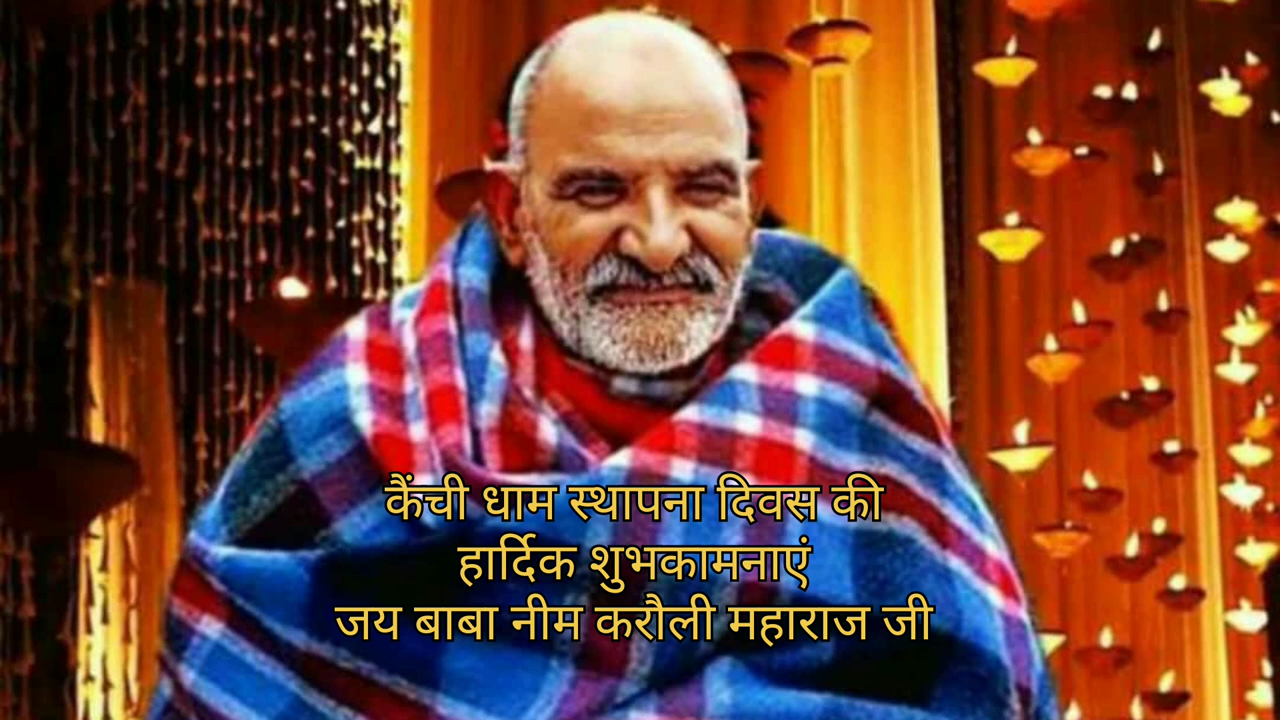 कैंची धाम स्थापना दिवस की
हार्दिक शुभकामनाएं
जय बाबा नीम करौली महाराज जी